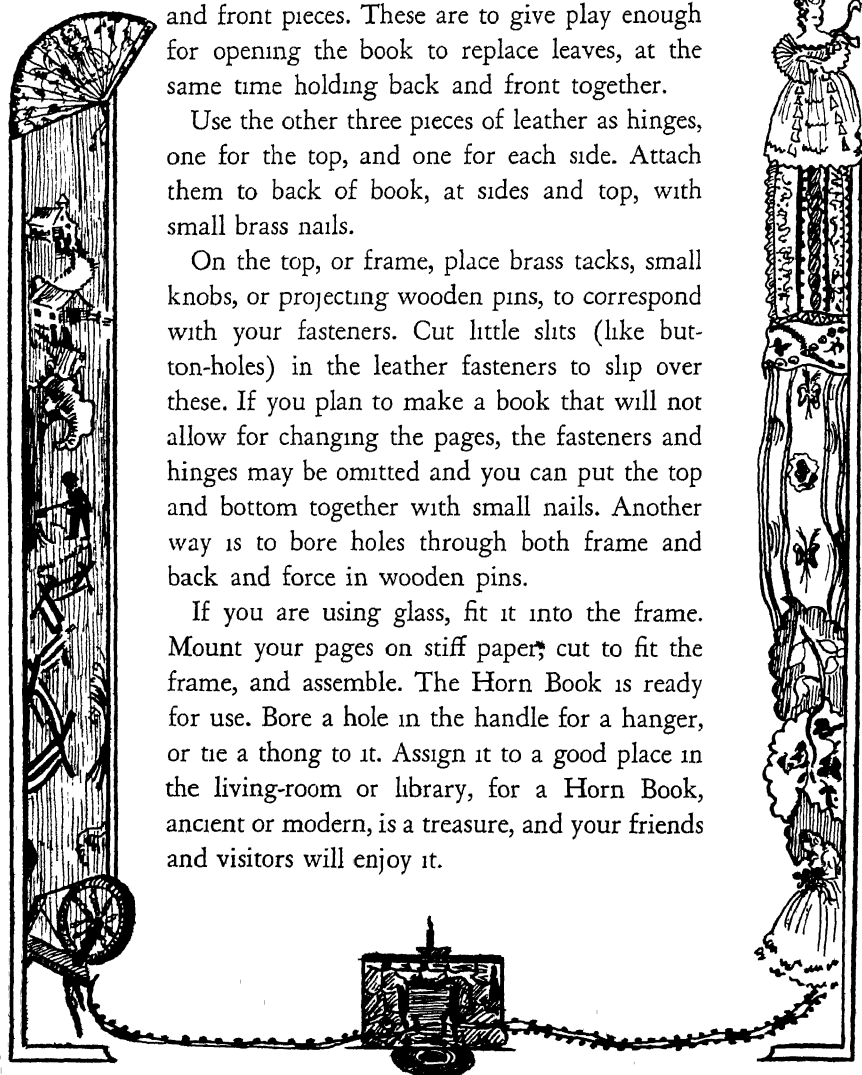 and front pieces. These are to give play enough
for opening the book to replace leaves, at the
same time holding back and front together.
Use the other three pieces of leather as hinges,
one for the top, and one for each side. Attach
them to back of book, at sides and top, with
small brass nails.
On the top, or frame, place brass tacks, small
knobs, or projecting wooden pins, to correspond
with your fasteners. Cut little slits (like but-
ton-holes) in the leather fasteners to slip over
these. If you plan to make a book that will not
allow for changing the pages, the fasteners and
hinges may be omitted and you can put the top
and bottom together with small nails. Another
way is to bore holes through both frame and
back and force in wooden pins.
If you are using glass, fit it into the frame.
Mount your pages on stiff paper; cut to fit the
frame, and assemble. The Horn Book is ready
for use. Bore a hole in the handle for a hanger,
or tie a thong to it. Assign it to a good place in
the living-room or library, for a Horn Book,
ancient or modern, is a treasure, and your friends
and visitors will enjoy it.